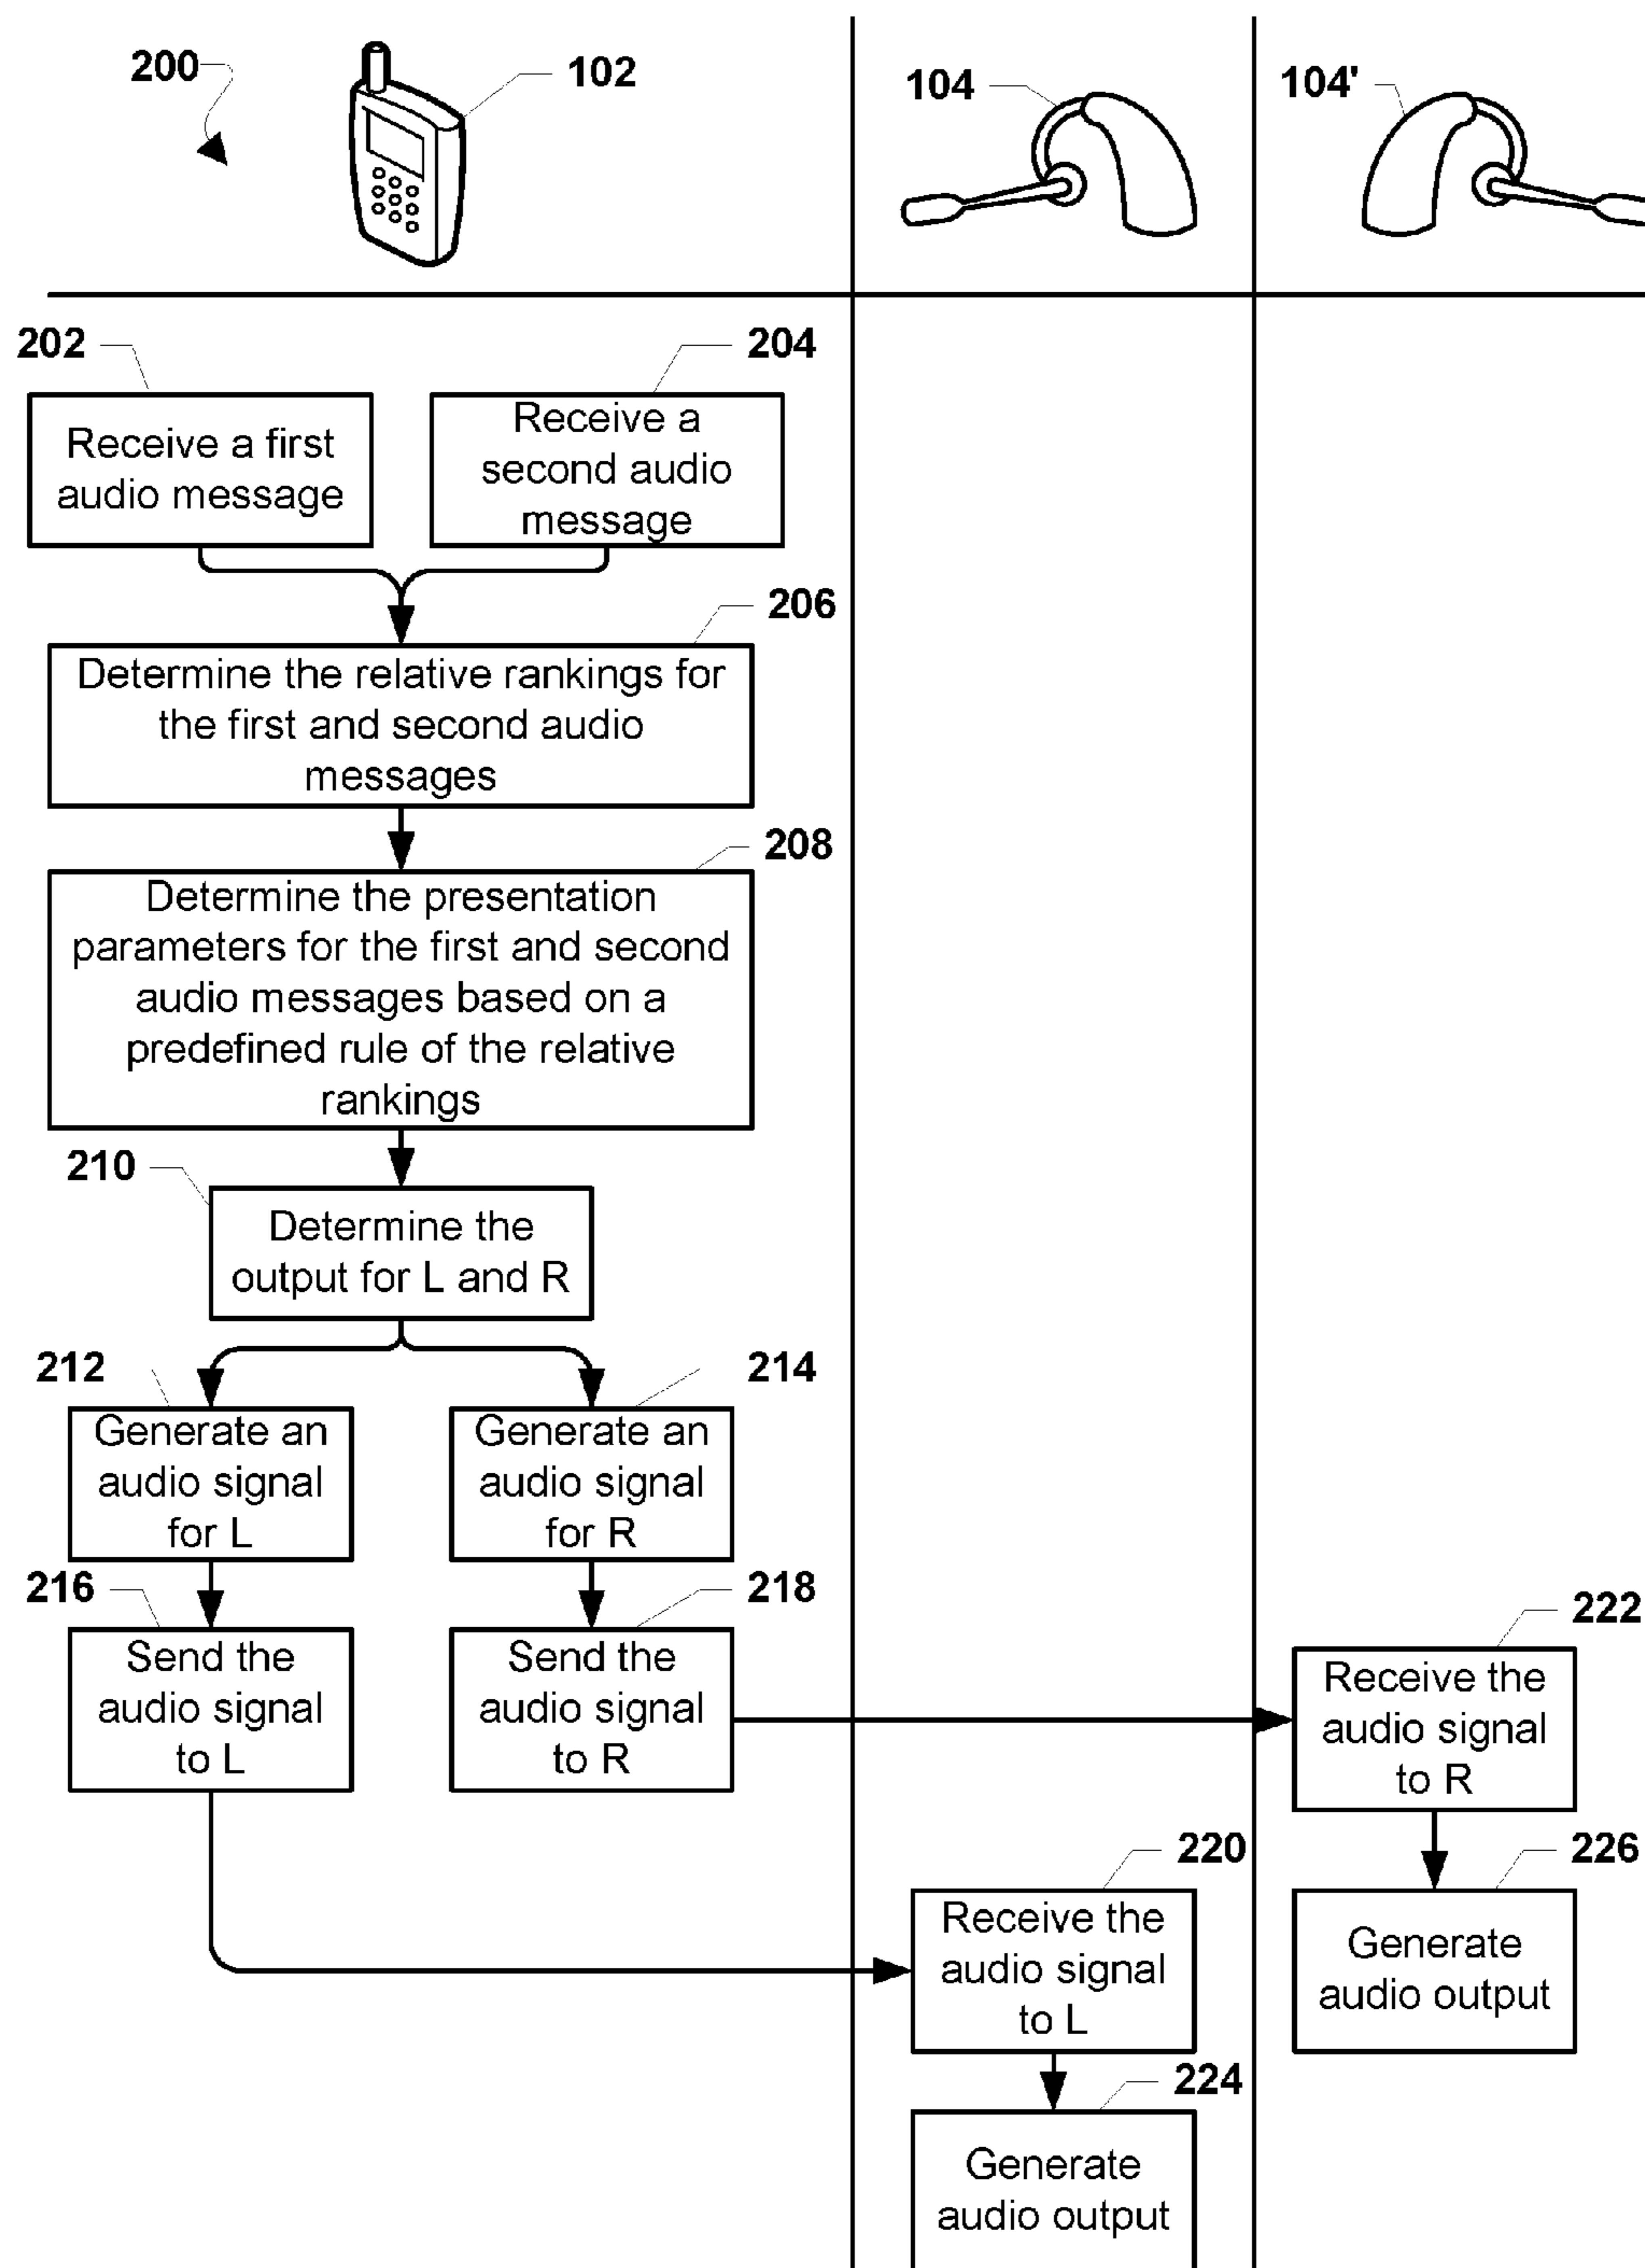 200
102
104
104'
202
204
Receive a first
audio message
Receive a
second audio
message
206
Determine the relative rankings for
the first and second audio
messages
208
Determine the presentation
parameters for the first and second
audio messages based on a
predefined rule of the relative
rankings
210
Determine the
output for L and R
212
214
Generate an
audio signal
for L
Generate an
audio signal
for R
216
218
Send the
audio signal
to L
Send the
audio signal
to R
222
Receive the
audio signal
to R
220
226
Receive the
audio signal
to L
Generate
audio output
224
Generate
audio output